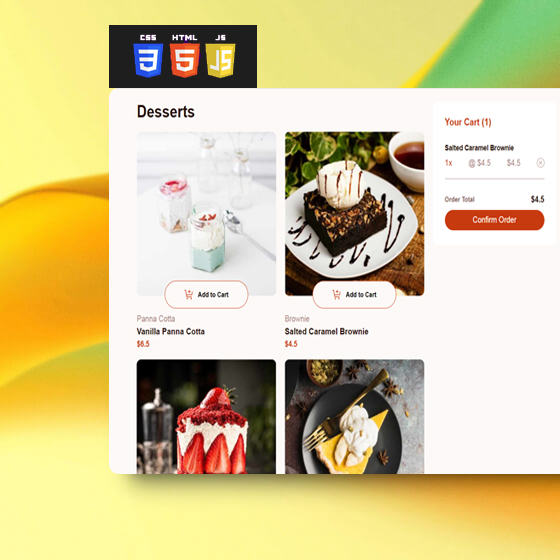 CSS HTML JS
3 5 JS
Desserts
Your Cart (1)
Salted Caramel Brownie
1x @ $4.5 $4.5
Order Total $4.5
Confirm Order
Add to Cart
Panna Cotta
Vanilla Panna Cotta
$6.5
Add to Cart
Brownie
Salted Caramel Brownie
$4.5